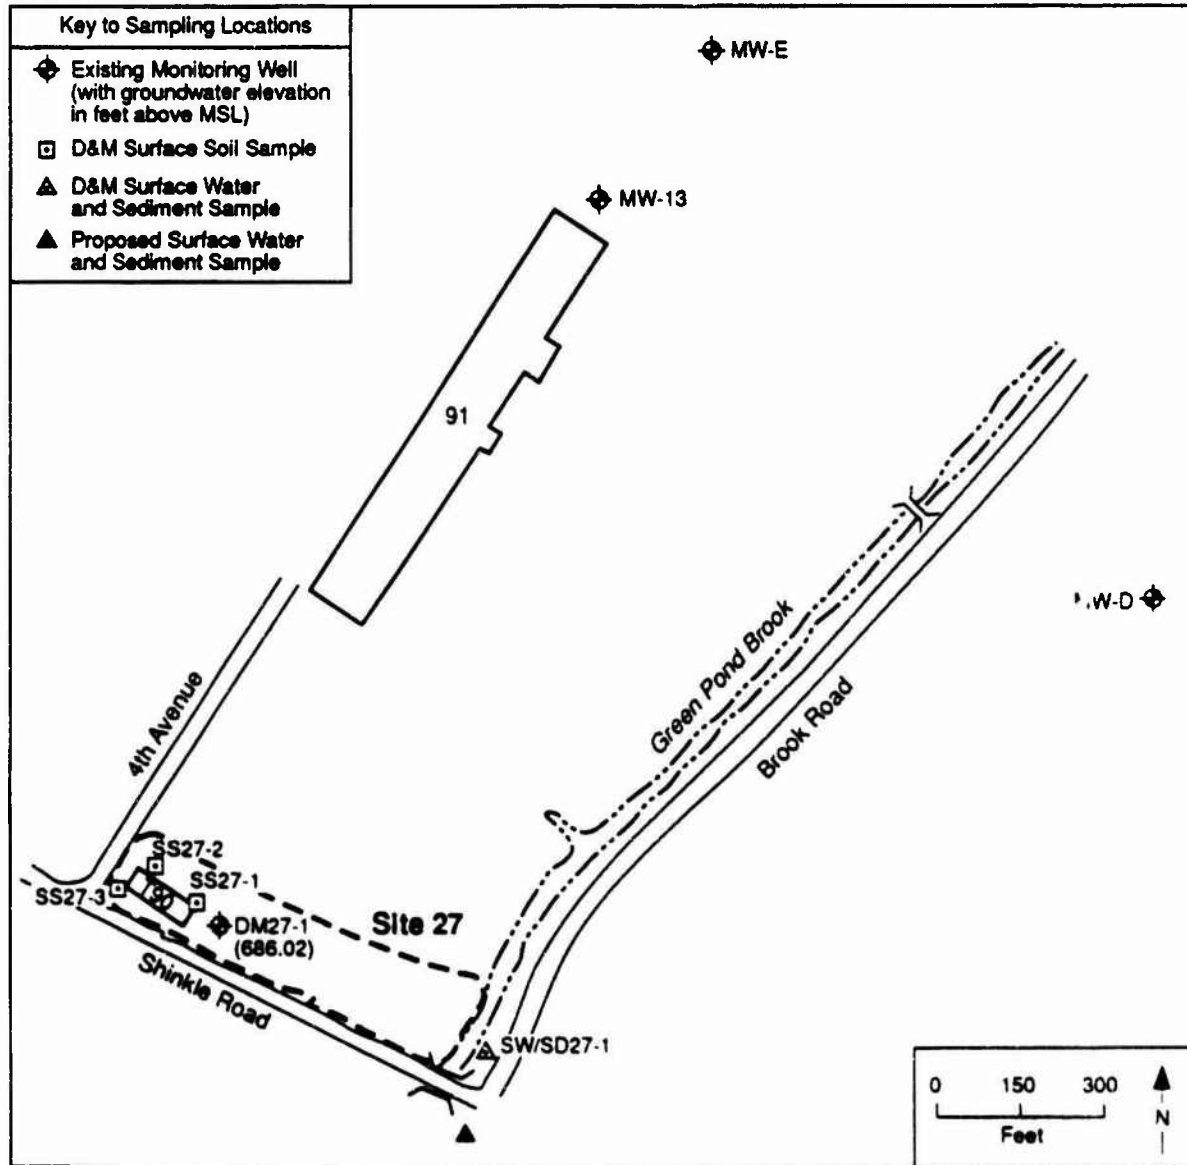 Key to Sampling Locations
Existing Monitoring Well
(with groundwater elevation
in feet above MSL)
D&M Surface Soil Sample
D&M Surface Water
and Sediment Sample
Proposed Surface Water
and Sediment Sample
MW-E
MW-13
91
W-D
Green Pond Brook
Brook Road
4th Avenue
SS27-2
SS27-1
SS27-3
DM27-1
(686.02)
Site 27
Shinkle Road
SW/SD27-1
0 150 300
Feet
N